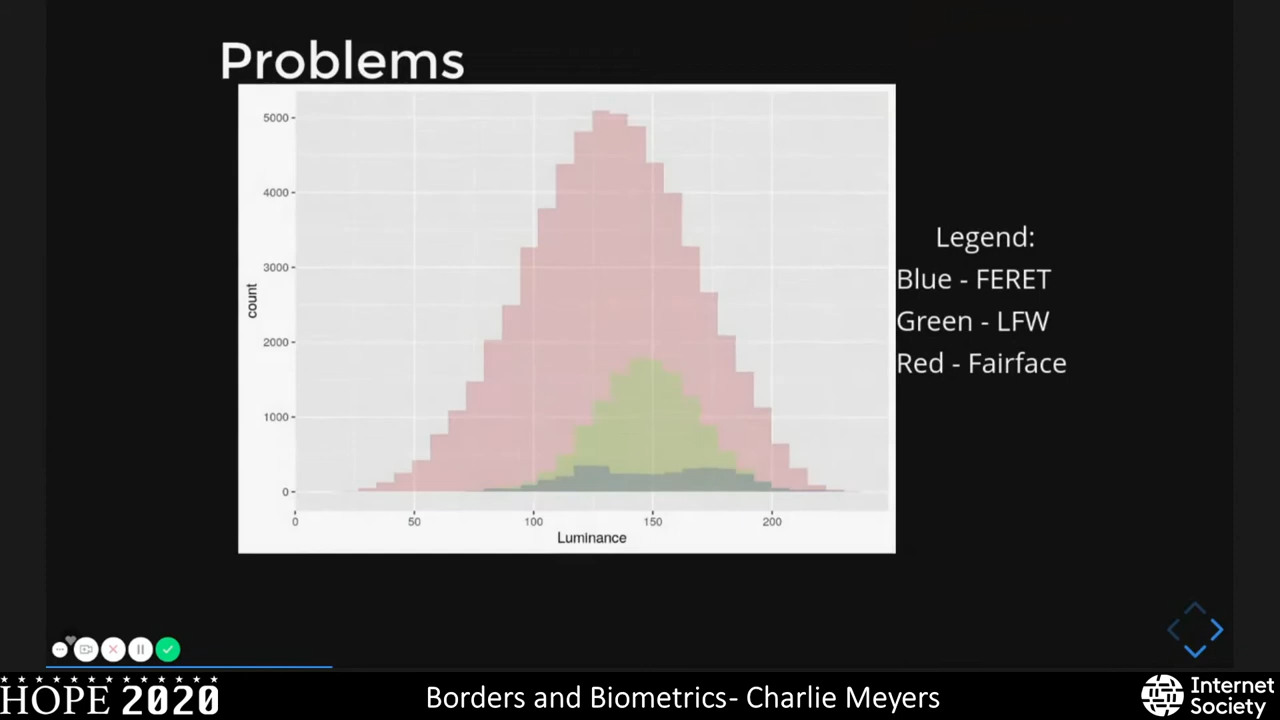 Problems
5000
4000
3000
2000
1000
0
count
0 50 100 150 200
Luminance
Legend:
Blue - FERET
Green - LFW
Red - Fairface
HOPE 2020
Borders and Biometrics- Charlie Meyers
Internet
Society